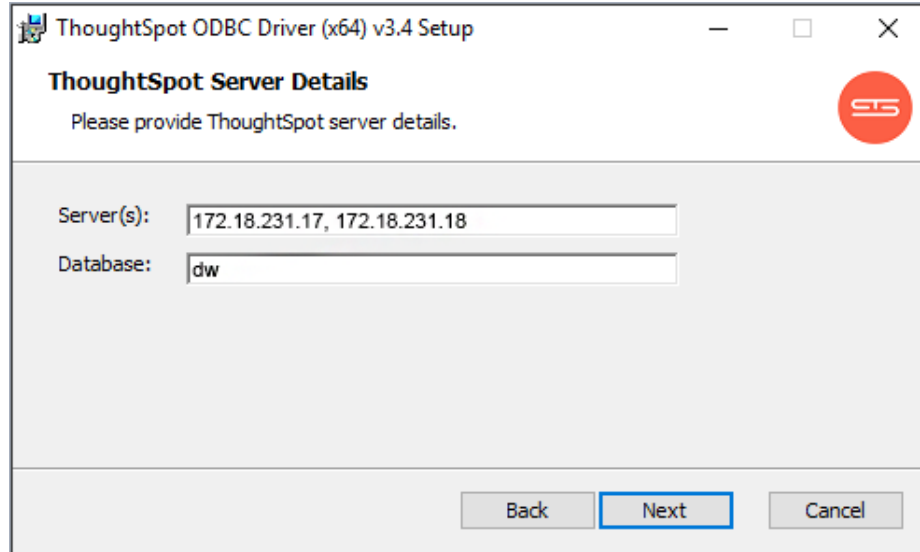 ThoughtSpot ODBC Driver (x64) v3.4 Setup
ThoughtSpot Server Details
Please provide ThoughtSpot server details.
Server(s): 172.18.231.17, 172.18.231.18
Database: dw
Back Next Cancel